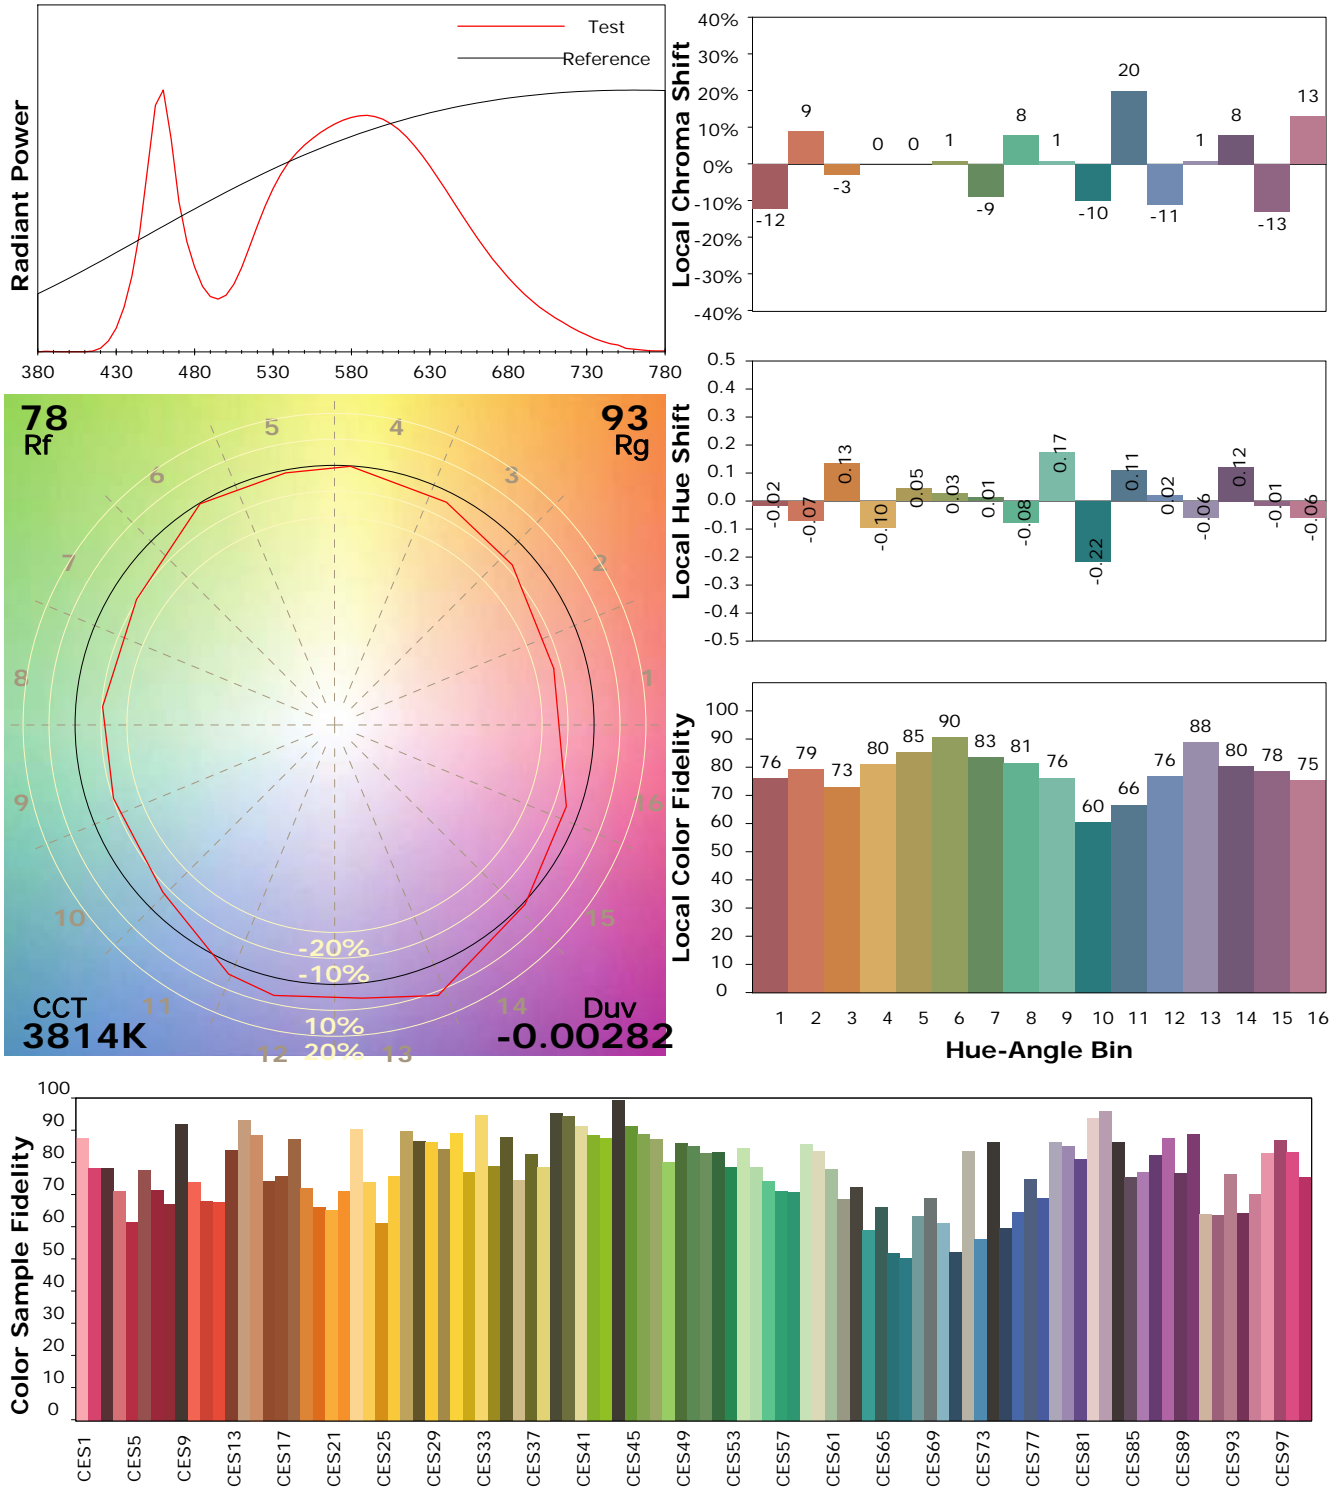 Test
Reference
Radiant Power
380 430 480 530 580 630 680 730 780
Local Chroma Shift
40%
30%
20%
10%
0%
-10%
-20%
-30%
-40%
-12 9 -3 0 0 1 -9 8 1 -10 20 -11 1 8 -13 13
78
Rf
93
Rg
CCT
3814K
Duv
-0.00282
1 2 3 4 5 6 7 8 9 10 11 12 13 14 15 16
-20%
-10%
10%
20%
Local Hue Shift
0.5
0.4
0.3
0.2
0.1
0.0
-0.1
-0.2
-0.3
-0.4
-0.5
-0.02 -0.07 0.13 -0.10 0.05 0.03 0.01 -0.08 0.17 -0.22 0.11 0.02 -0.06 0.12 -0.01 -0.06
Local Color Fidelity
100
90
80
70
60
50
40
30
20
10
0
76 79 73 80 85 90 83 81 76 60 66 76 88 80 78 75
1 2 3 4 5 6 7 8 9 10 11 12 13 14 15 16
Hue-Angle Bin
Color Sample Fidelity
100
90
80
70
60
50
40
30
20
10
0
CES1 CES5 CES9 CES13 CES17 CES21 CES25 CES29 CES33 CES37 CES41 CES45 CES49 CES53 CES57 CES61 CES65 CES69 CES73 CES77 CES81 CES85 CES89 CES93 CES97